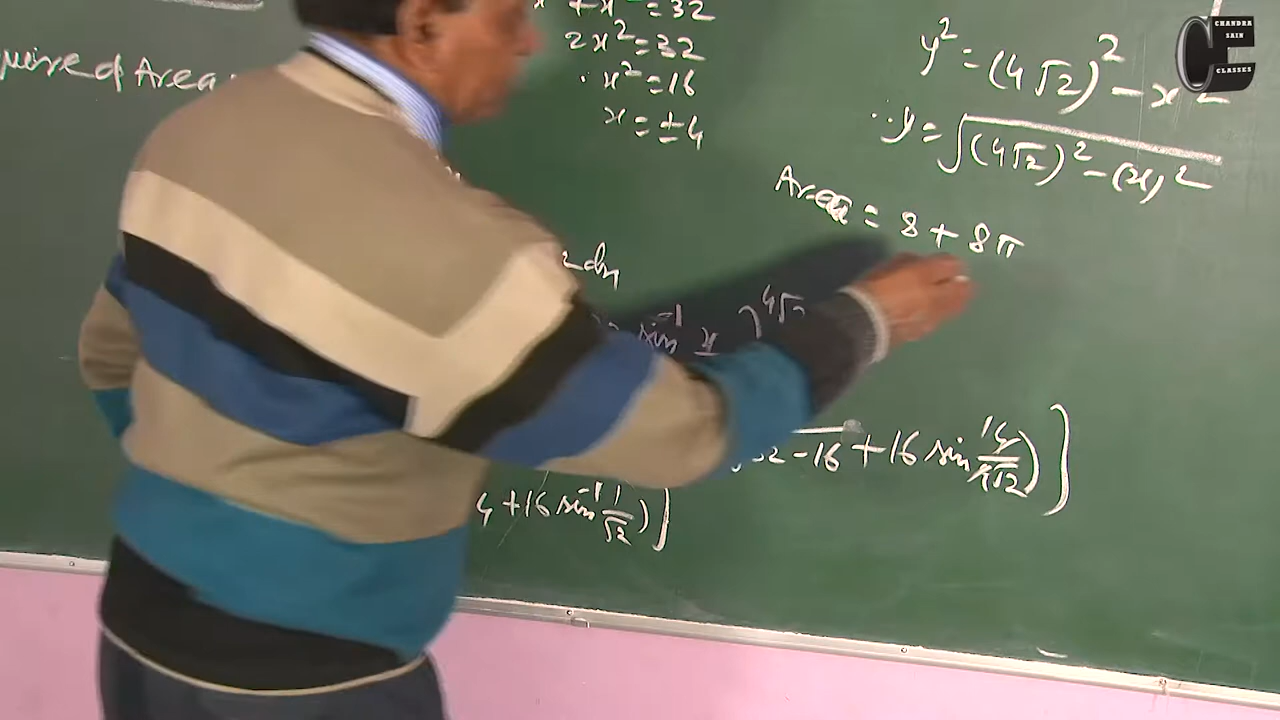 Area
x² + x² = 32
2x² = 32
∴ x² = 16
x = ± 4
y² = (4√2)² - x²
∴ y = √(4√2)² - (x)²
Area = 8 + 8π
sin⁻¹ x ]4√2
32 - 16 + 16 sin⁻¹ 4/4√2 ) ]
4 + 16 sin⁻¹ 1/√2 ) ]
CHANDRA
SAIN
CLASSES